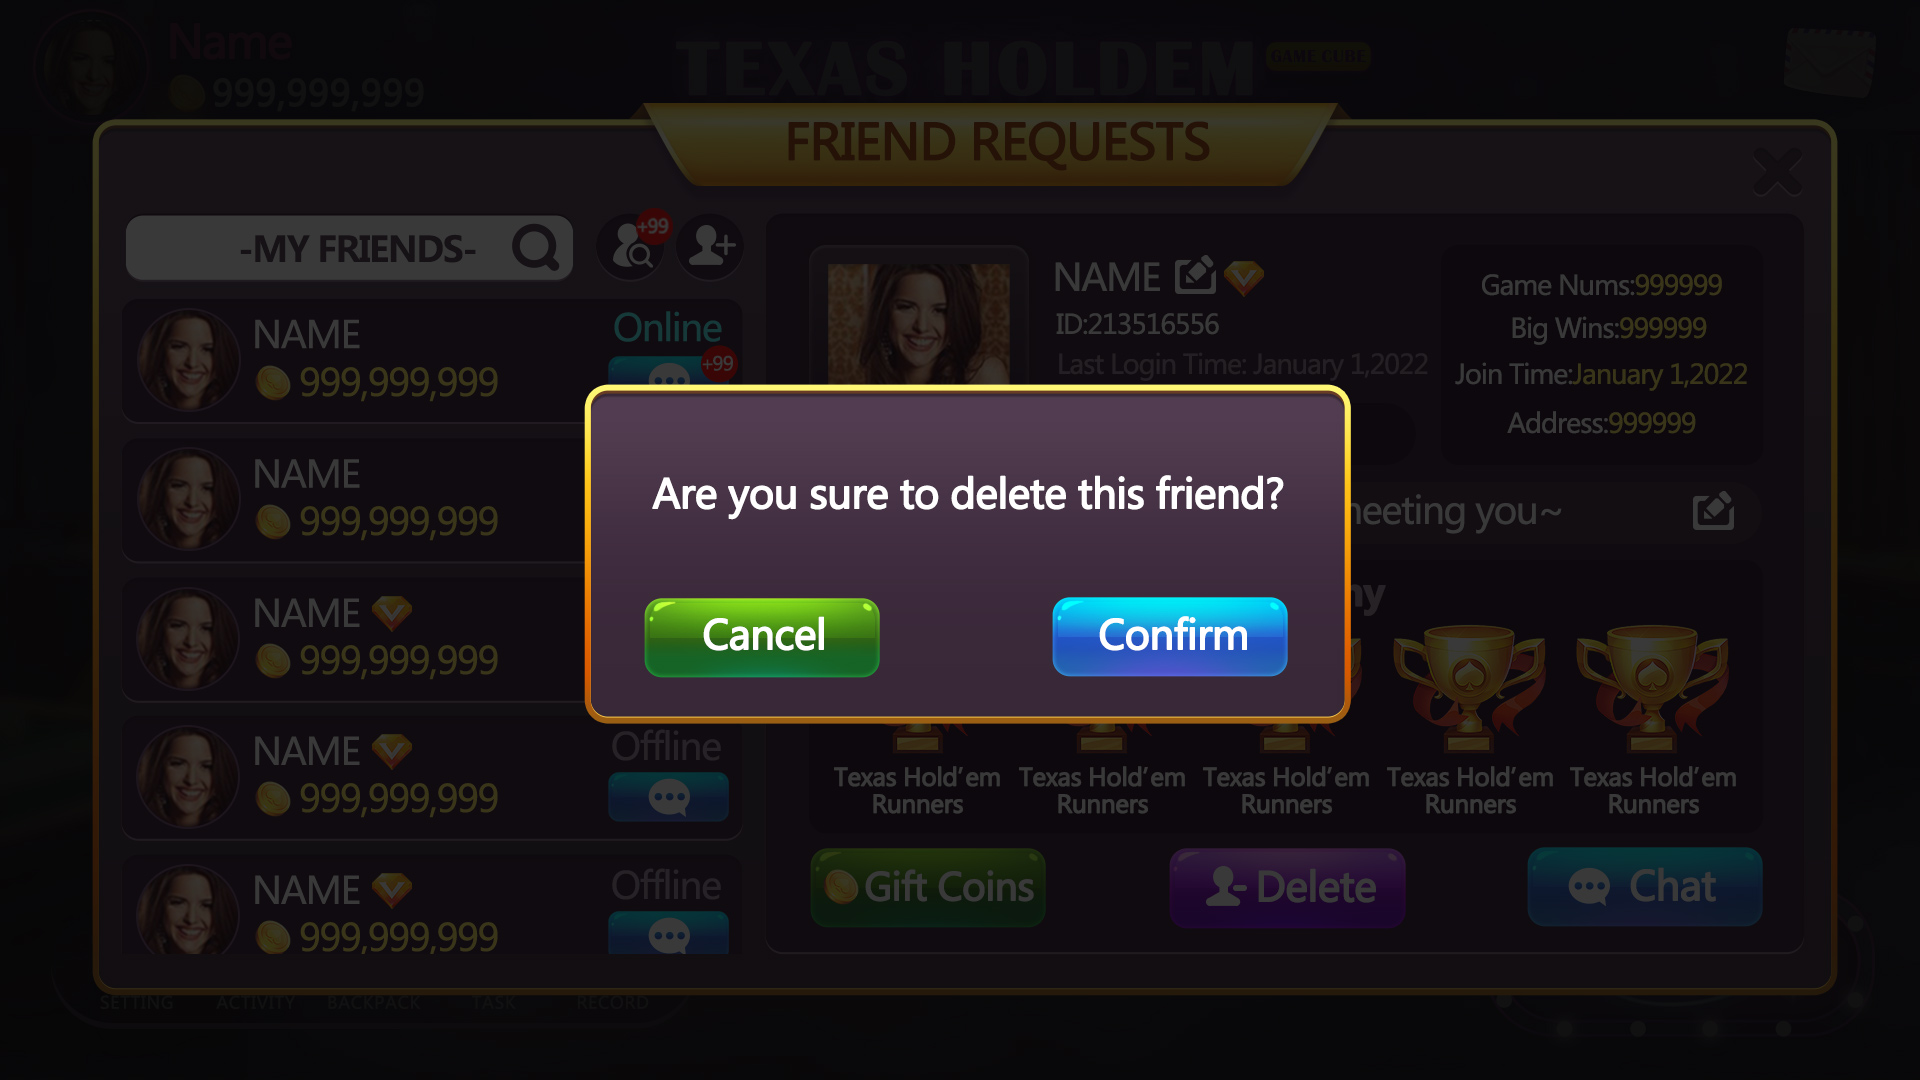 Name
999,999,999
TEXAS HOLDEM
GAME CUBE
FRIEND REQUESTS
-MY FRIENDS-
+99
NAME
999,999,999
Online
+99
NAME
999,999,999
NAME
999,999,999
NAME
999,999,999
Offline
NAME
999,999,999
Offline
NAME
ID:213516556
Last Login Time: January 1,2022
Game Nums:999999
Big Wins:999999
Join Time:January 1,2022
Address:999999
eeting you~
Are you sure to delete this friend?
Cancel
Confirm
Texas Hold'em
Runners
Texas Hold'em
Runners
Texas Hold'em
Runners
Texas Hold'em
Runners
Texas Hold'em
Runners
Gift Coins
Delete
Chat
SETTING
ACTIVITY
BACKPACK
TASK
RECORD